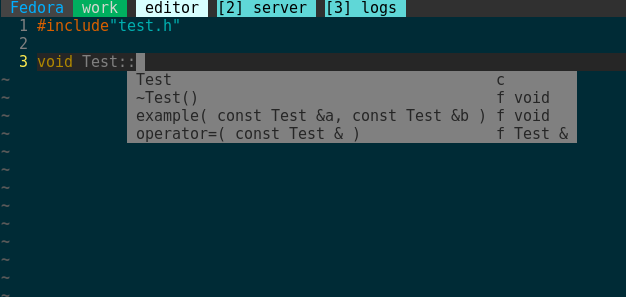 Fedora work editor [2] server [3] logs
1 #include"test.h"
2
3 void Test::
~ Test c
~ ~Test() f void
~ example( const Test &a, const Test &b ) f void
~ operator=( const Test & ) f Test &
~
~
~
~
~
~
~
~
~